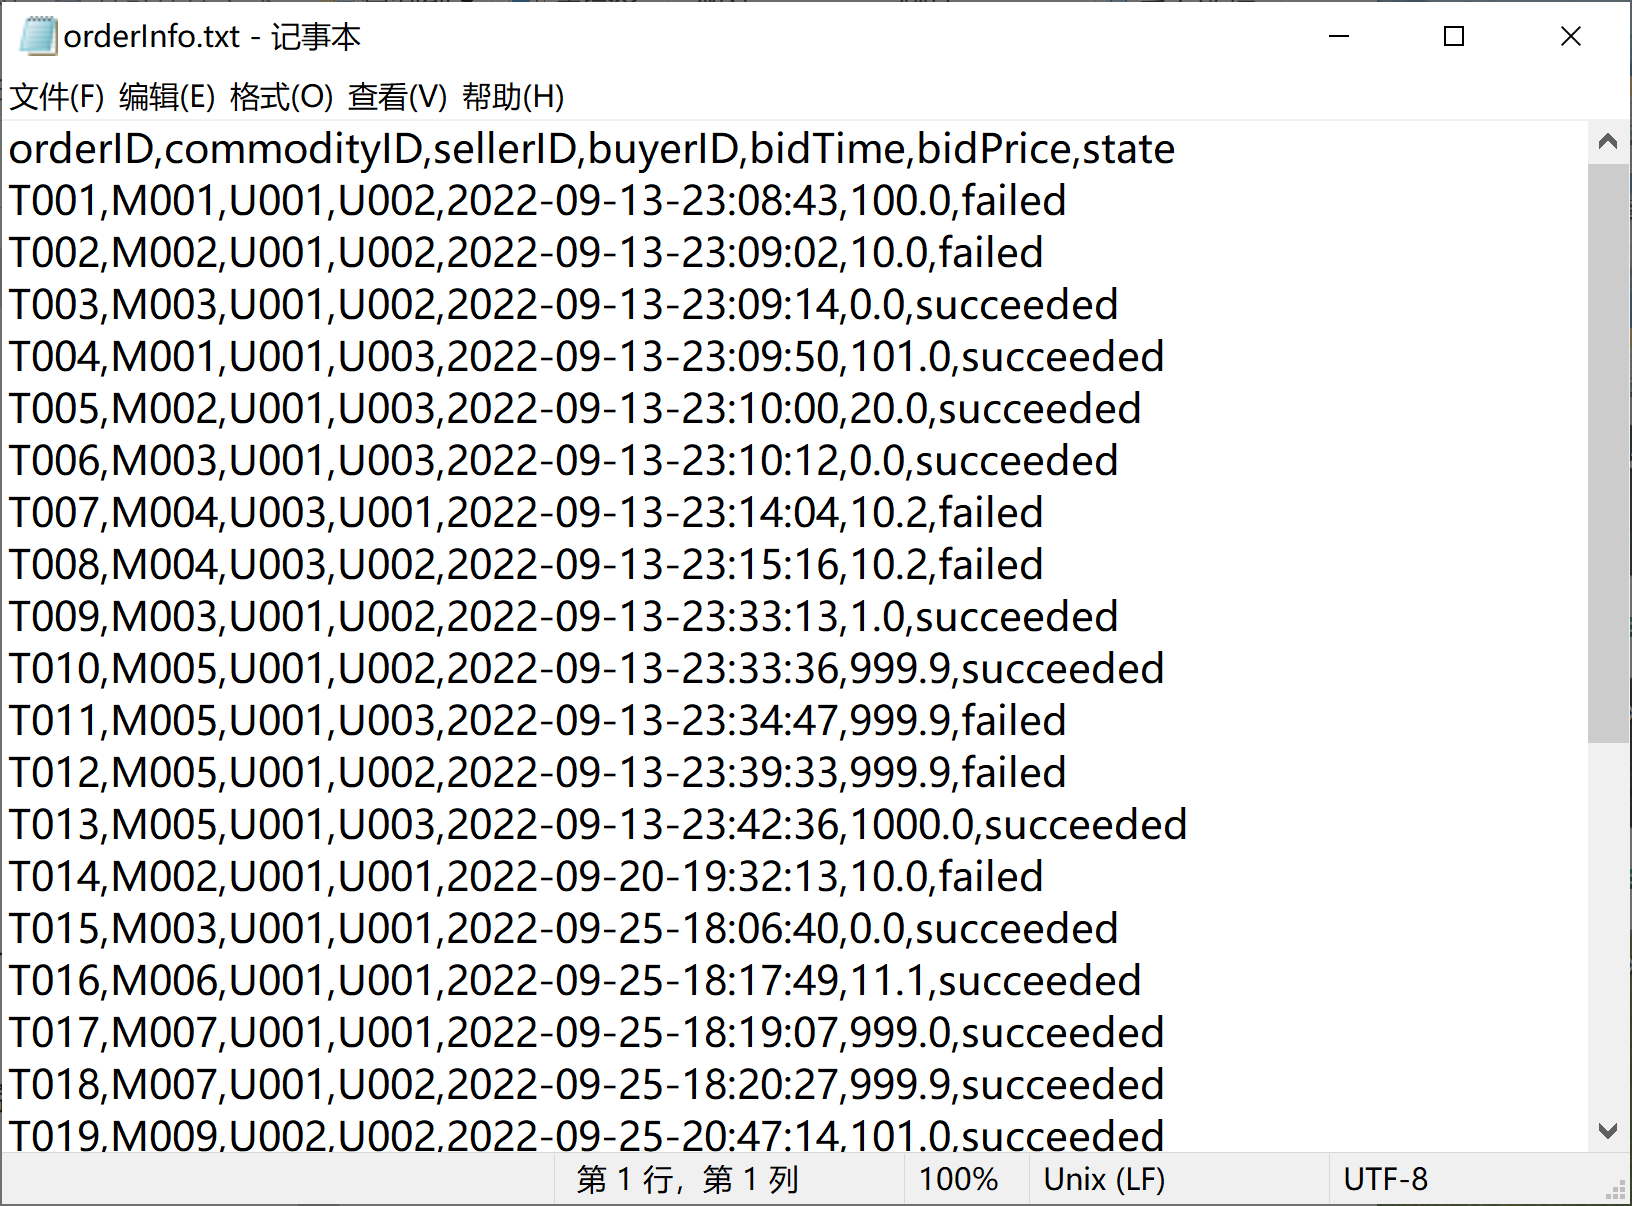 orderInfo.txt - 记事本
文件(F) 编辑(E) 格式(O) 查看(V) 帮助(H)
orderID,commodityID,sellerID,buyerID,bidTime,bidPrice,state
T001,M001,U001,U002,2022-09-13-23:08:43,100.0,failed
T002,M002,U001,U002,2022-09-13-23:09:02,10.0,failed
T003,M003,U001,U002,2022-09-13-23:09:14,0.0,succeeded
T004,M001,U001,U003,2022-09-13-23:09:50,101.0,succeeded
T005,M002,U001,U003,2022-09-13-23:10:00,20.0,succeeded
T006,M003,U001,U003,2022-09-13-23:10:12,0.0,succeeded
T007,M004,U003,U001,2022-09-13-23:14:04,10.2,failed
T008,M004,U003,U002,2022-09-13-23:15:16,10.2,failed
T009,M003,U001,U002,2022-09-13-23:33:13,1.0,succeeded
T010,M005,U001,U002,2022-09-13-23:33:36,999.9,succeeded
T011,M005,U001,U003,2022-09-13-23:34:47,999.9,failed
T012,M005,U001,U002,2022-09-13-23:39:33,999.9,failed
T013,M005,U001,U003,2022-09-13-23:42:36,1000.0,succeeded
T014,M002,U001,U001,2022-09-20-19:32:13,10.0,failed
T015,M003,U001,U001,2022-09-25-18:06:40,0.0,succeeded
T016,M006,U001,U001,2022-09-25-18:17:49,11.1,succeeded
T017,M007,U001,U001,2022-09-25-18:19:07,999.0,succeeded
T018,M007,U001,U002,2022-09-25-18:20:27,999.9,succeeded
T019,M009,U002,U002,2022-09-25-20:47:14,101.0,succeeded
第 1 行，第 1 列 100% Unix (LF) UTF-8